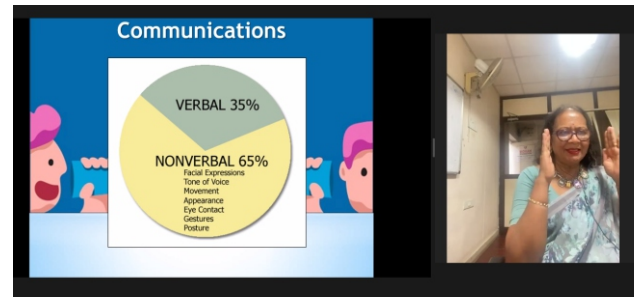 Communications
VERBAL 35%
NONVERBAL 65%
Facial Expressions
Tone of Voice
Movement
Appearance
Eye Contact
Gestures
Posture